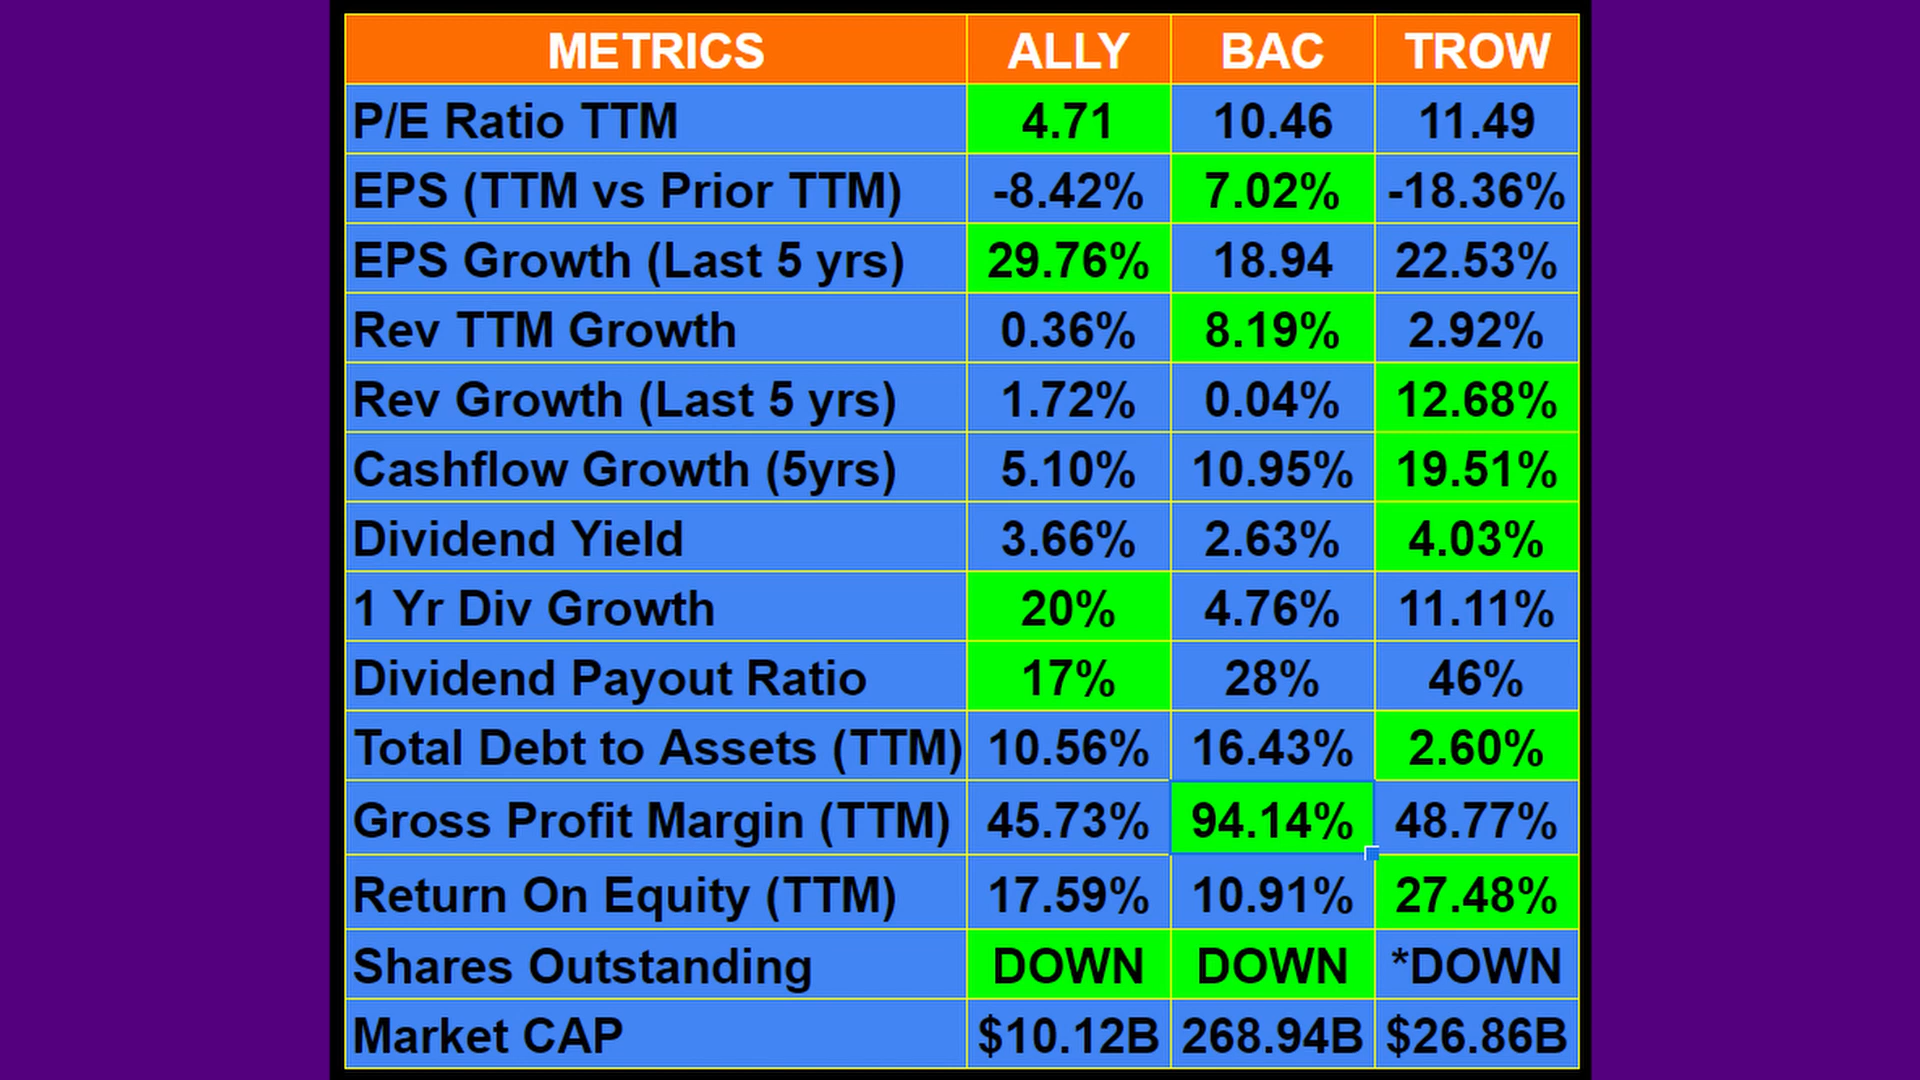 METRICS ALLY BAC TROW
P/E Ratio TTM 4.71 10.46 11.49
EPS (TTM vs Prior TTM) -8.42% 7.02% -18.36%
EPS Growth (Last 5 yrs) 29.76% 18.94 22.53%
Rev TTM Growth 0.36% 8.19% 2.92%
Rev Growth (Last 5 yrs) 1.72% 0.04% 12.68%
Cashflow Growth (5yrs) 5.10% 10.95% 19.51%
Dividend Yield 3.66% 2.63% 4.03%
1 Yr Div Growth 20% 4.76% 11.11%
Dividend Payout Ratio 17% 28% 46%
Total Debt to Assets (TTM) 10.56% 16.43% 2.60%
Gross Profit Margin (TTM) 45.73% 94.14% 48.77%
Return On Equity (TTM) 17.59% 10.91% 27.48%
Shares Outstanding DOWN DOWN *DOWN
Market CAP $10.12B 268.94B $26.86B